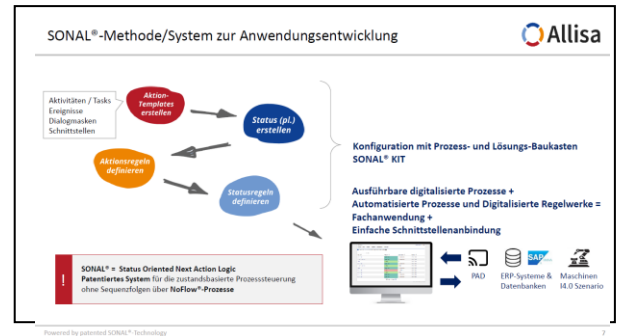 SONAL®-Methode/System zur Anwendungsentwicklung
Allisa
Aktivitäten / Tasks
Ereignisse
Dialogmasken
Schnittstellen
Aktion-
Templates
erstellen
Status (pl.)
erstellen
Aktionsregeln
definieren
Statusregeln
definieren
Konfiguration mit Prozess- und Lösungs-Baukasten
SONAL® KIT
Ausführbare digitalisierte Prozesse +
Automatisierte Prozesse und Digitalisierte Regelwerke =
Fachanwendung +
Einfache Schnittstellenanbindung
SAP
PAD
ERP-Systeme &
Datenbanken
Maschinen
I4.0 Szenario
!
SONAL® = Status Oriented Next Action Logic
Patentiertes System für die zustandsbasierte Prozesssteuerung
ohne Sequenzfolgen über NoFlow®-Prozesse
Powered by patented SONAL®-Technology
7